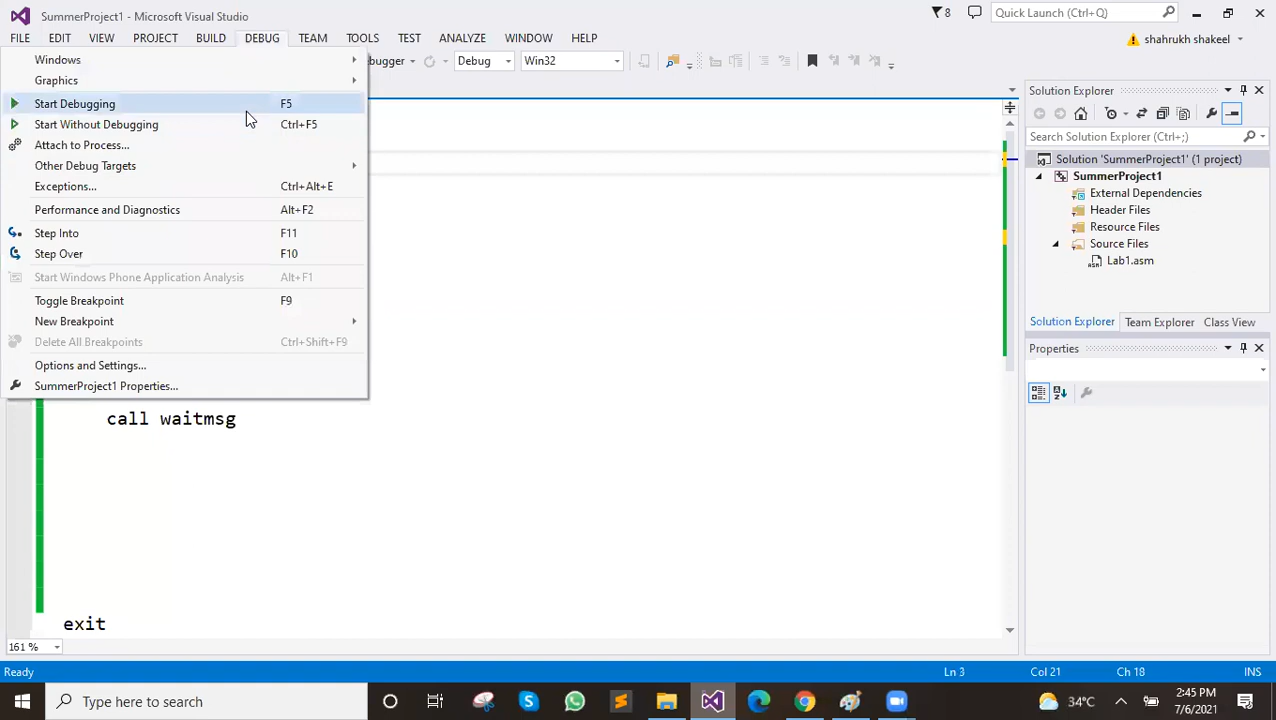 SummerProject1 - Microsoft Visual Studio
8
Quick Launch (Ctrl+Q)
FILE EDIT VIEW PROJECT BUILD DEBUG TEAM TOOLS TEST ANALYZE WINDOW HELP
shahrukh shakeel
Windows
bugger
Debug
Win32
Graphics
Start Debugging F5
Start Without Debugging Ctrl+F5
Attach to Process...
Other Debug Targets
Exceptions... Ctrl+Alt+E
Performance and Diagnostics Alt+F2
Step Into F11
Step Over F10
Start Windows Phone Application Analysis Alt+F1
Toggle Breakpoint F9
New Breakpoint
Delete All Breakpoints Ctrl+Shift+F9
Options and Settings...
SummerProject1 Properties...
call waitmsg
exit
161 %
Solution Explorer
Search Solution Explorer (Ctrl+;)
Solution 'SummerProject1' (1 project)
SummerProject1
External Dependencies
Header Files
Resource Files
Source Files
Lab1.asm
Solution Explorer Team Explorer Class View
Properties
Ready Ln 3 Col 21 Ch 18 INS
Type here to search
34°C
2:45 PM
7/6/2021